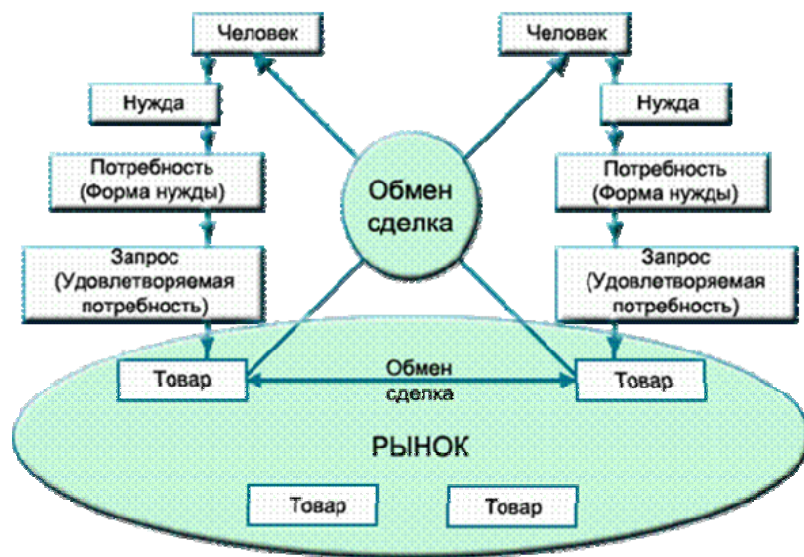 Человек
Человек
Нужда
Нужда
Потребность
(Форма нужды)
Обмен
сделка
Потребность
(Форма нужды)
Запрос
(Удовлетворяемая
потребность)
Запрос
(Удовлетворяемая
потребность)
Товар
Обмен
сделка
Товар
РЫНОК
Товар
Товар